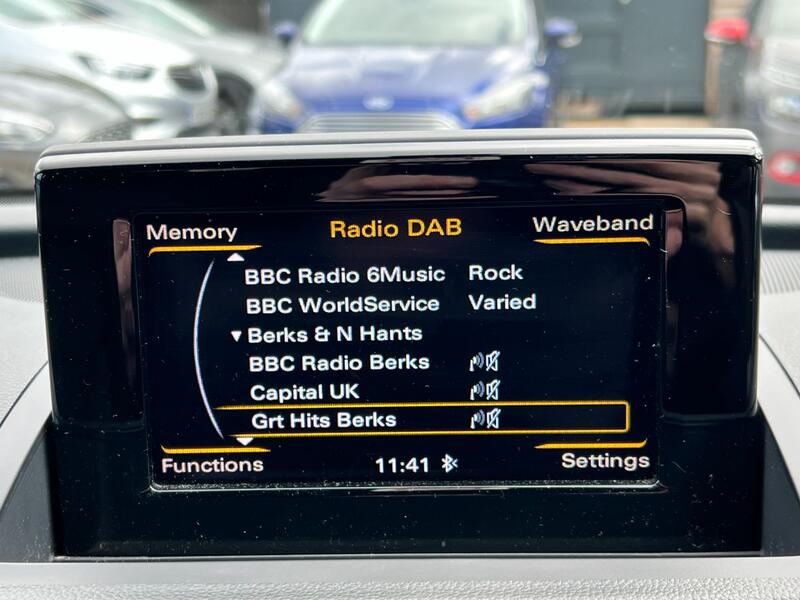 Memory Radio DAB Waveband
BBC Radio 6Music Rock
BBC WorldService Varied
Berks & N Hants
BBC Radio Berks
Capital UK
Grt Hits Berks
Functions 11:41 Settings